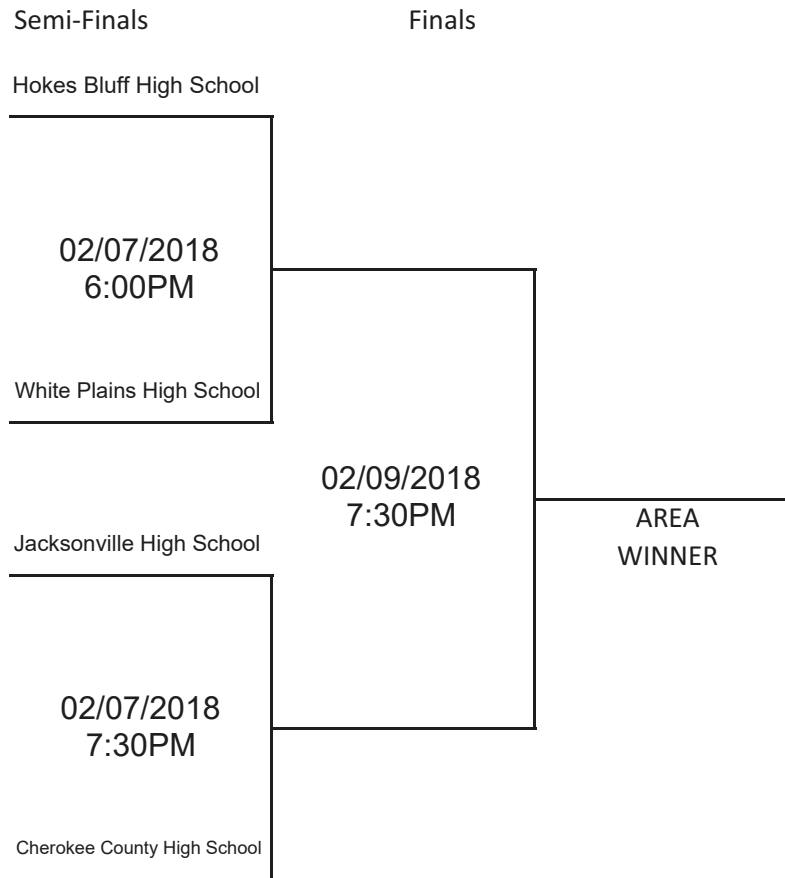 Semi-Finals
Finals
Hokes Bluff High School
02/07/2018
6:00PM
White Plains High School
02/09/2018
7:30PM
AREA
WINNER
Jacksonville High School
02/07/2018
7:30PM
Cherokee County High School